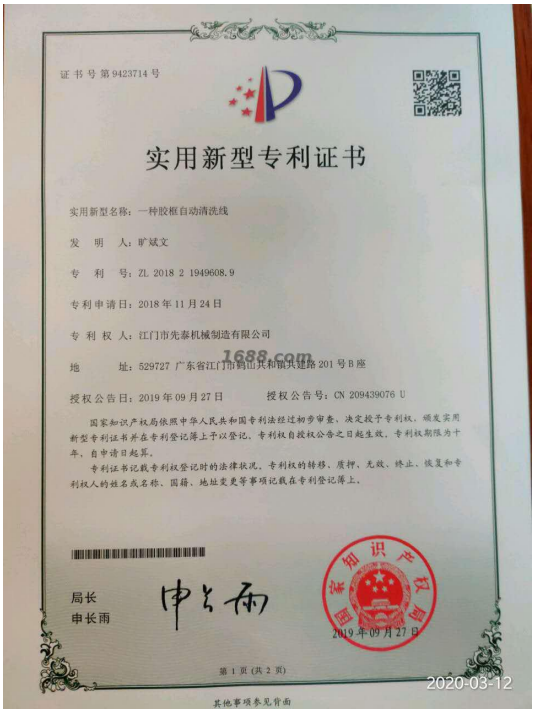 证书号第9423714号
实用新型专利证书
实用新型名称：一种胶框自动清洗线
发 明 人：旷斌文
专 利 号：ZL 2018 2 1949608.9
专利申请日：2018年11月24日
专 利 权 人：江门市先泰机械制造有限公司
1688.com
地 址：529727 广东省江门市鹤山共和镇共建路201号B座
授权公告日：2019年09月27日 授权公告号：CN 209439076 U
国家知识产权局依照中华人民共和国专利法经过初步审查，决定授予专利权，颁发实用
新型专利证书并在专利登记簿上予以登记。专利权自授权公告之日起生效。专利权期限为十
年，自申请日起算。
专利证书记载专利权登记时的法律状况。专利权的转移、质押、无效、终止、恢复和专
利权人的姓名或名称、国籍、地址变更等事项记载在专利登记簿上。
局长
申长雨
申长雨
国家知识产权局
2019年09月27日
第1页(共2页)
2020-03-12
其他事项参见背面